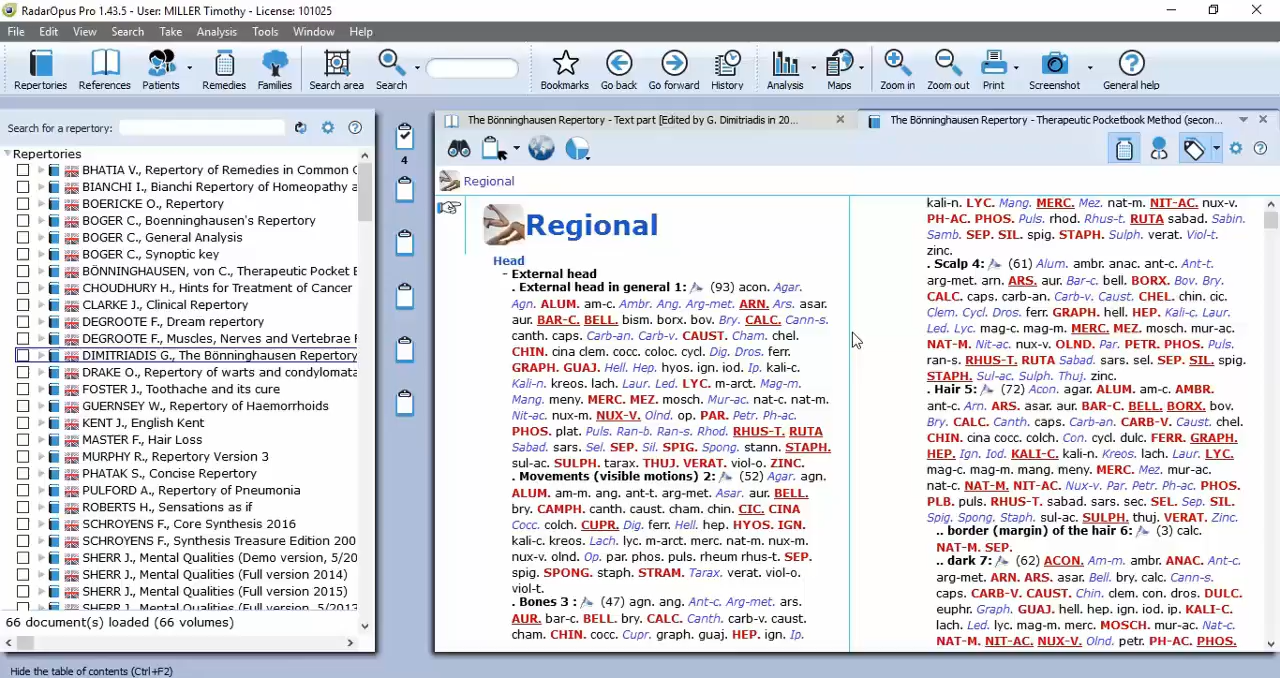 RadarOpus Pro 1.43.5 - User: MILLER Timothy - License: 101025
File Edit View Search Take Analysis Tools Window Help
Repertories References Patients Remedies Families Search area Search Bookmarks Go back Go forward History Analysis Maps Zoom in Zoom out Print Screenshot General help
Search for a repertory:
Repertories
BHATIA V., Repertory of Remedies in Common C
BIANCHI I., Bianchi Repertory of Homeopathy a
BOERICKE O., Repertory
BOGER C., Boenninghausen's Repertory
BOGER C., General Analysis
BOGER C., Synoptic key
BÖNNINGHAUSEN, von C., Therapeutic Pocket B
CHOUDHURY H., Hints for Treatment of Cancer
CLARKE J., Clinical Repertory
DEGROOTE F., Dream repertory
DEGROOTE F., Muscles, Nerves and Vertebrae F
DIMITRIADIS G., The Bönninghausen Repertory
DRAKE O., Repertory of warts and condylomata
FOSTER J., Toothache and its cure
GUERNSEY W., Repertory of Haemorrhoids
KENT J., English Kent
MASTER F., Hair Loss
MURPHY R., Repertory Version 3
PHATAK S., Concise Repertory
PULFORD A., Repertory of Pneumonia
ROBERTS H., Sensations as if
SCHROYENS F., Core Synthesis 2016
SCHROYENS F., Synthesis Treasure Edition 200
SHERR J., Mental Qualities (Demo version, 5/20
SHERR J., Mental Qualities (Full version 2014)
SHERR J., Mental Qualities (Full version 2015)
SHERR J., Mental Qualities (Full version, 5/2013
66 document(s) loaded (66 volumes)
Hide the table of contents (Ctrl+F2)
4
The Bönninghausen Repertory - Text part [Edited by G. Dimitriadis in 20...
The Bönninghausen Repertory - Therapeutic Pocketbook Method (secon...
Regional
Regional
Head
- External head
. External head in general 1: (93) acon. Agar.
Agn. ALUM. am-c. Ambr. Ang. Arg-met. ARN. Ars. asar.
aur. BAR-C. BELL. bism. borx. bov. Bry. CALC. Cann-s.
canth. caps. Carb-an. Carb-v. CAUST. Cham. chel.
CHIN. cina clem. cocc. coloc. cycl. Dig. Dros. ferr.
GRAPH. GUAJ. Hell. Hep. hyos. ign. iod. Ip. kali-c.
Kali-n. kreos. lach. Laur. Led. LYC. m-arct. Mag-m.
Mang. meny. MERC. MEZ. mosch. Mur-ac. nat-c. nat-m.
Nit-ac. nux-m. NUX-V. Olnd. op. PAR. Petr. Ph-ac.
PHOS. plat. Puls. Ran-b. Ran-s. Rhod. RHUS-T. RUTA
Sabad. sars. Sel. SEP. Sil. SPIG. Spong. stann. STAPH.
sul-ac. SULPH. tarax. THUJ. VERAT. viol-o. ZINC.
. Movements (visible motions) 2: (52) Agar. agn.
ALUM. am-m. ang. ant-t. arg-met. Asar. aur. BELL.
bry. CAMPH. canth. caust. cham. chin. CIC. CINA
Cocc. colch. CUPR. Dig. ferr. Hell. hep. HYOS. IGN.
kali-c. kreos. Lach. lyc. m-arct. merc. nat-m. nux-m.
nux-v. olnd. Op. par. phos. puls. rheum rhus-t. SEP.
spig. SPONG. staph. STRAM. Tarax. verat. viol-o.
viol-t.
. Bones 3 : (47) agn. ang. Ant-c. Arg-met. ars.
AUR. bar-c. BELL. bry. CALC. Canth. carb-v. caust.
cham. CHIN. cocc. Cupr. graph. guaj. HEP. ign. Ip.
kali-n. LYC. Mang. MERC. Mez. nat-m. NIT-AC. nux-v.
PH-AC. PHOS. Puls. rhod. Rhus-t. RUTA sabad. Sabin.
Samb. SEP. SIL. spig. STAPH. Sulph. verat. Viol-t.
zinc.
. Scalp 4: (61) Alum. ambr. anac. ant-c. Ant-t.
arg-met. arn. ARS. aur. Bar-c. bell. BORX. Bov. Bry.
CALC. caps. carb-an. Carb-v. Caust. CHEL. chin. cic.
Clem. Cycl. Dros. ferr. GRAPH. hell. HEP. Kali-c. Laur.
Led. Lyc. mag-c. mag-m. MERC. MEZ. mosch. mur-ac.
NAT-M. Nit-ac. nux-v. OLND. Par. PETR. PHOS. Puls.
ran-s. RHUS-T. RUTA Sabad. sars. sel. SEP. SIL. spig.
STAPH. Sul-ac. Sulph. Thuj. zinc.
. Hair 5: (72) Acon. agar. ALUM. am-c. AMBR.
ant-c. Arn. ARS. asar. aur. BAR-C. BELL. BORX. bov.
Bry. CALC. Canth. caps. Carb-an. CARB-V. Caust. chel.
CHIN. cina cocc. colch. Con. cycl. dulc. FERR. GRAPH.
HEP. Ign. Iod. KALI-C. kali-n. Kreos. lach. Laur. LYC.
mag-c. mag-m. mang. meny. MERC. Mez. mur-ac.
nat-c. NAT-M. NIT-AC. Nux-v. Par. Petr. Ph-ac. PHOS.
PLB. puls. RHUS-T. sabad. sars. sec. SEL. Sep. SIL.
Spig. Spong. Staph. sul-ac. SULPH. thuj. VERAT. Zinc.
.. border (margin) of the hair 6: (3) calc.
NAT-M. SEP.
.. dark 7: (62) ACON. Am-m. ambr. ANAC. Ant-c.
arg-met. ARN. ARS. asar. Bell. bry. calc. Cann-s.
caps. CARB-V. CAUST. Chin. clem. con. dros. DULC.
euphr. Graph. GUAJ. hell. hep. ign. iod. ip. KALI-C.
lach. Led. lyc. mag-m. merc. MOSCH. mur-ac. Nat-c.
NAT-M. NIT-AC. NUX-V. Olnd. petr. PH-AC. PHOS.